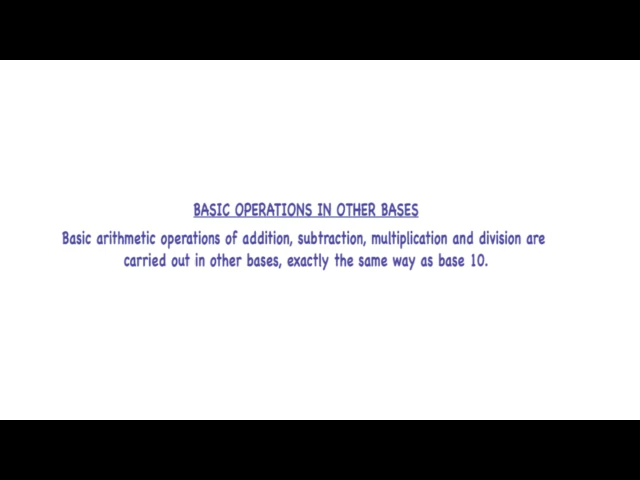 BASIC OPERATIONS IN OTHER BASES
Basic arithmetic operations of addition, subtraction, multiplication and division are
carried out in other bases, exactly the same way as base 10.